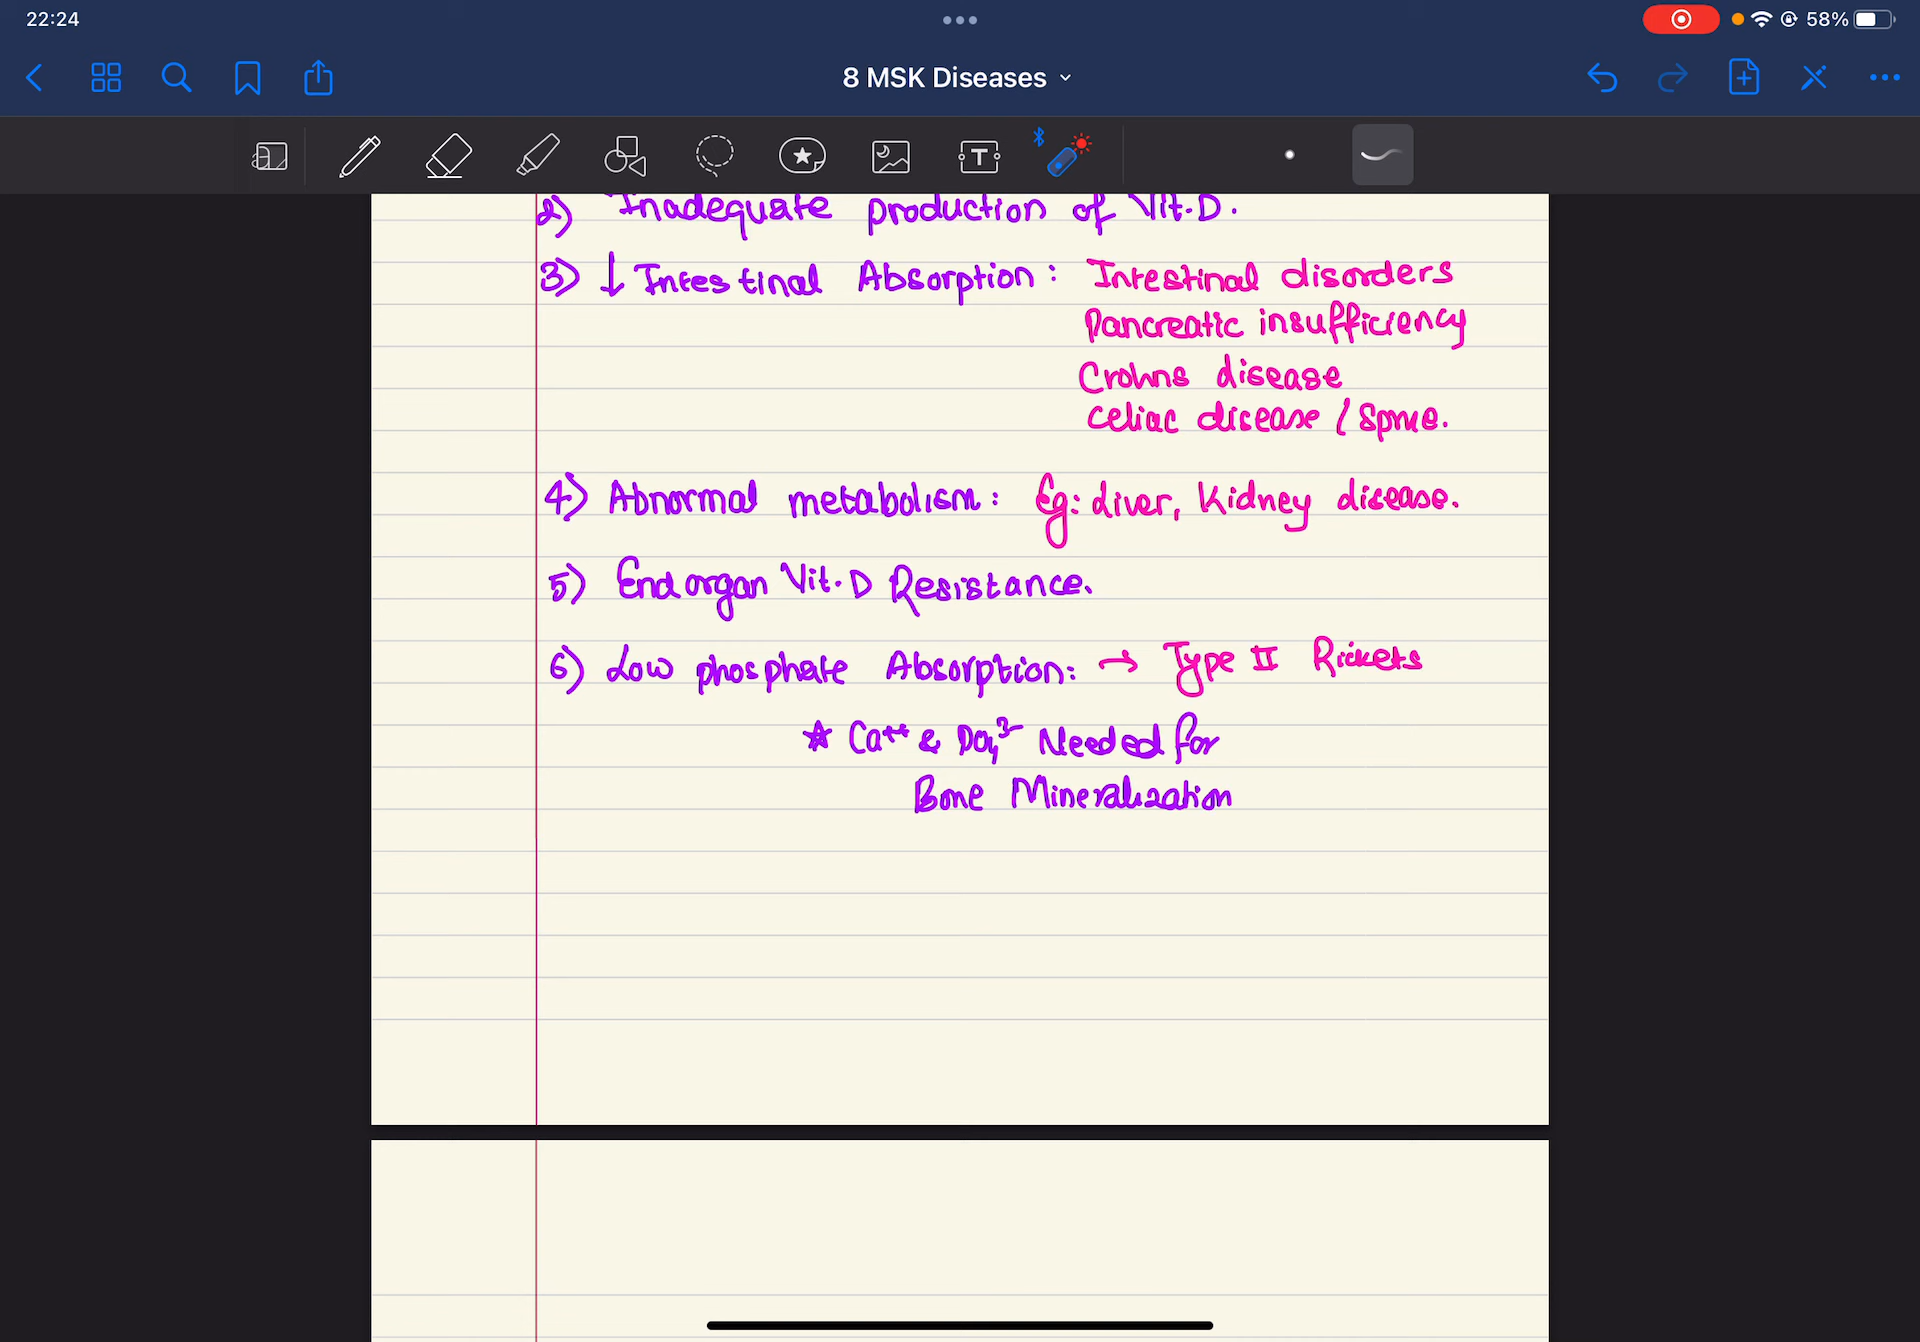 22:24
58%
8 MSK Diseases
2) Inadequate production of Vit.D.
3) ↓ Intestinal Absorption : Intestinal disorders
Pancreatic insufficiency
Crohns disease
Celiac disease / Sprue.
4) Abnormal metabolism : Eg: Liver, Kidney disease.
5) End organ Vit. D Resistance.
6) Low phosphate Absorption: → Type II Rickets
* Ca++ & PO4 3- Needed for
Bone Mineralization